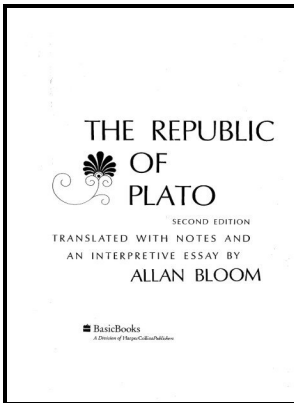 THE REPUBLIC
OF
PLATO
SECOND EDITION
TRANSLATED WITH NOTES AND
AN INTERPRETIVE ESSAY BY
ALLAN BLOOM
BasicBooks
A Division of HarperCollinsPublishers